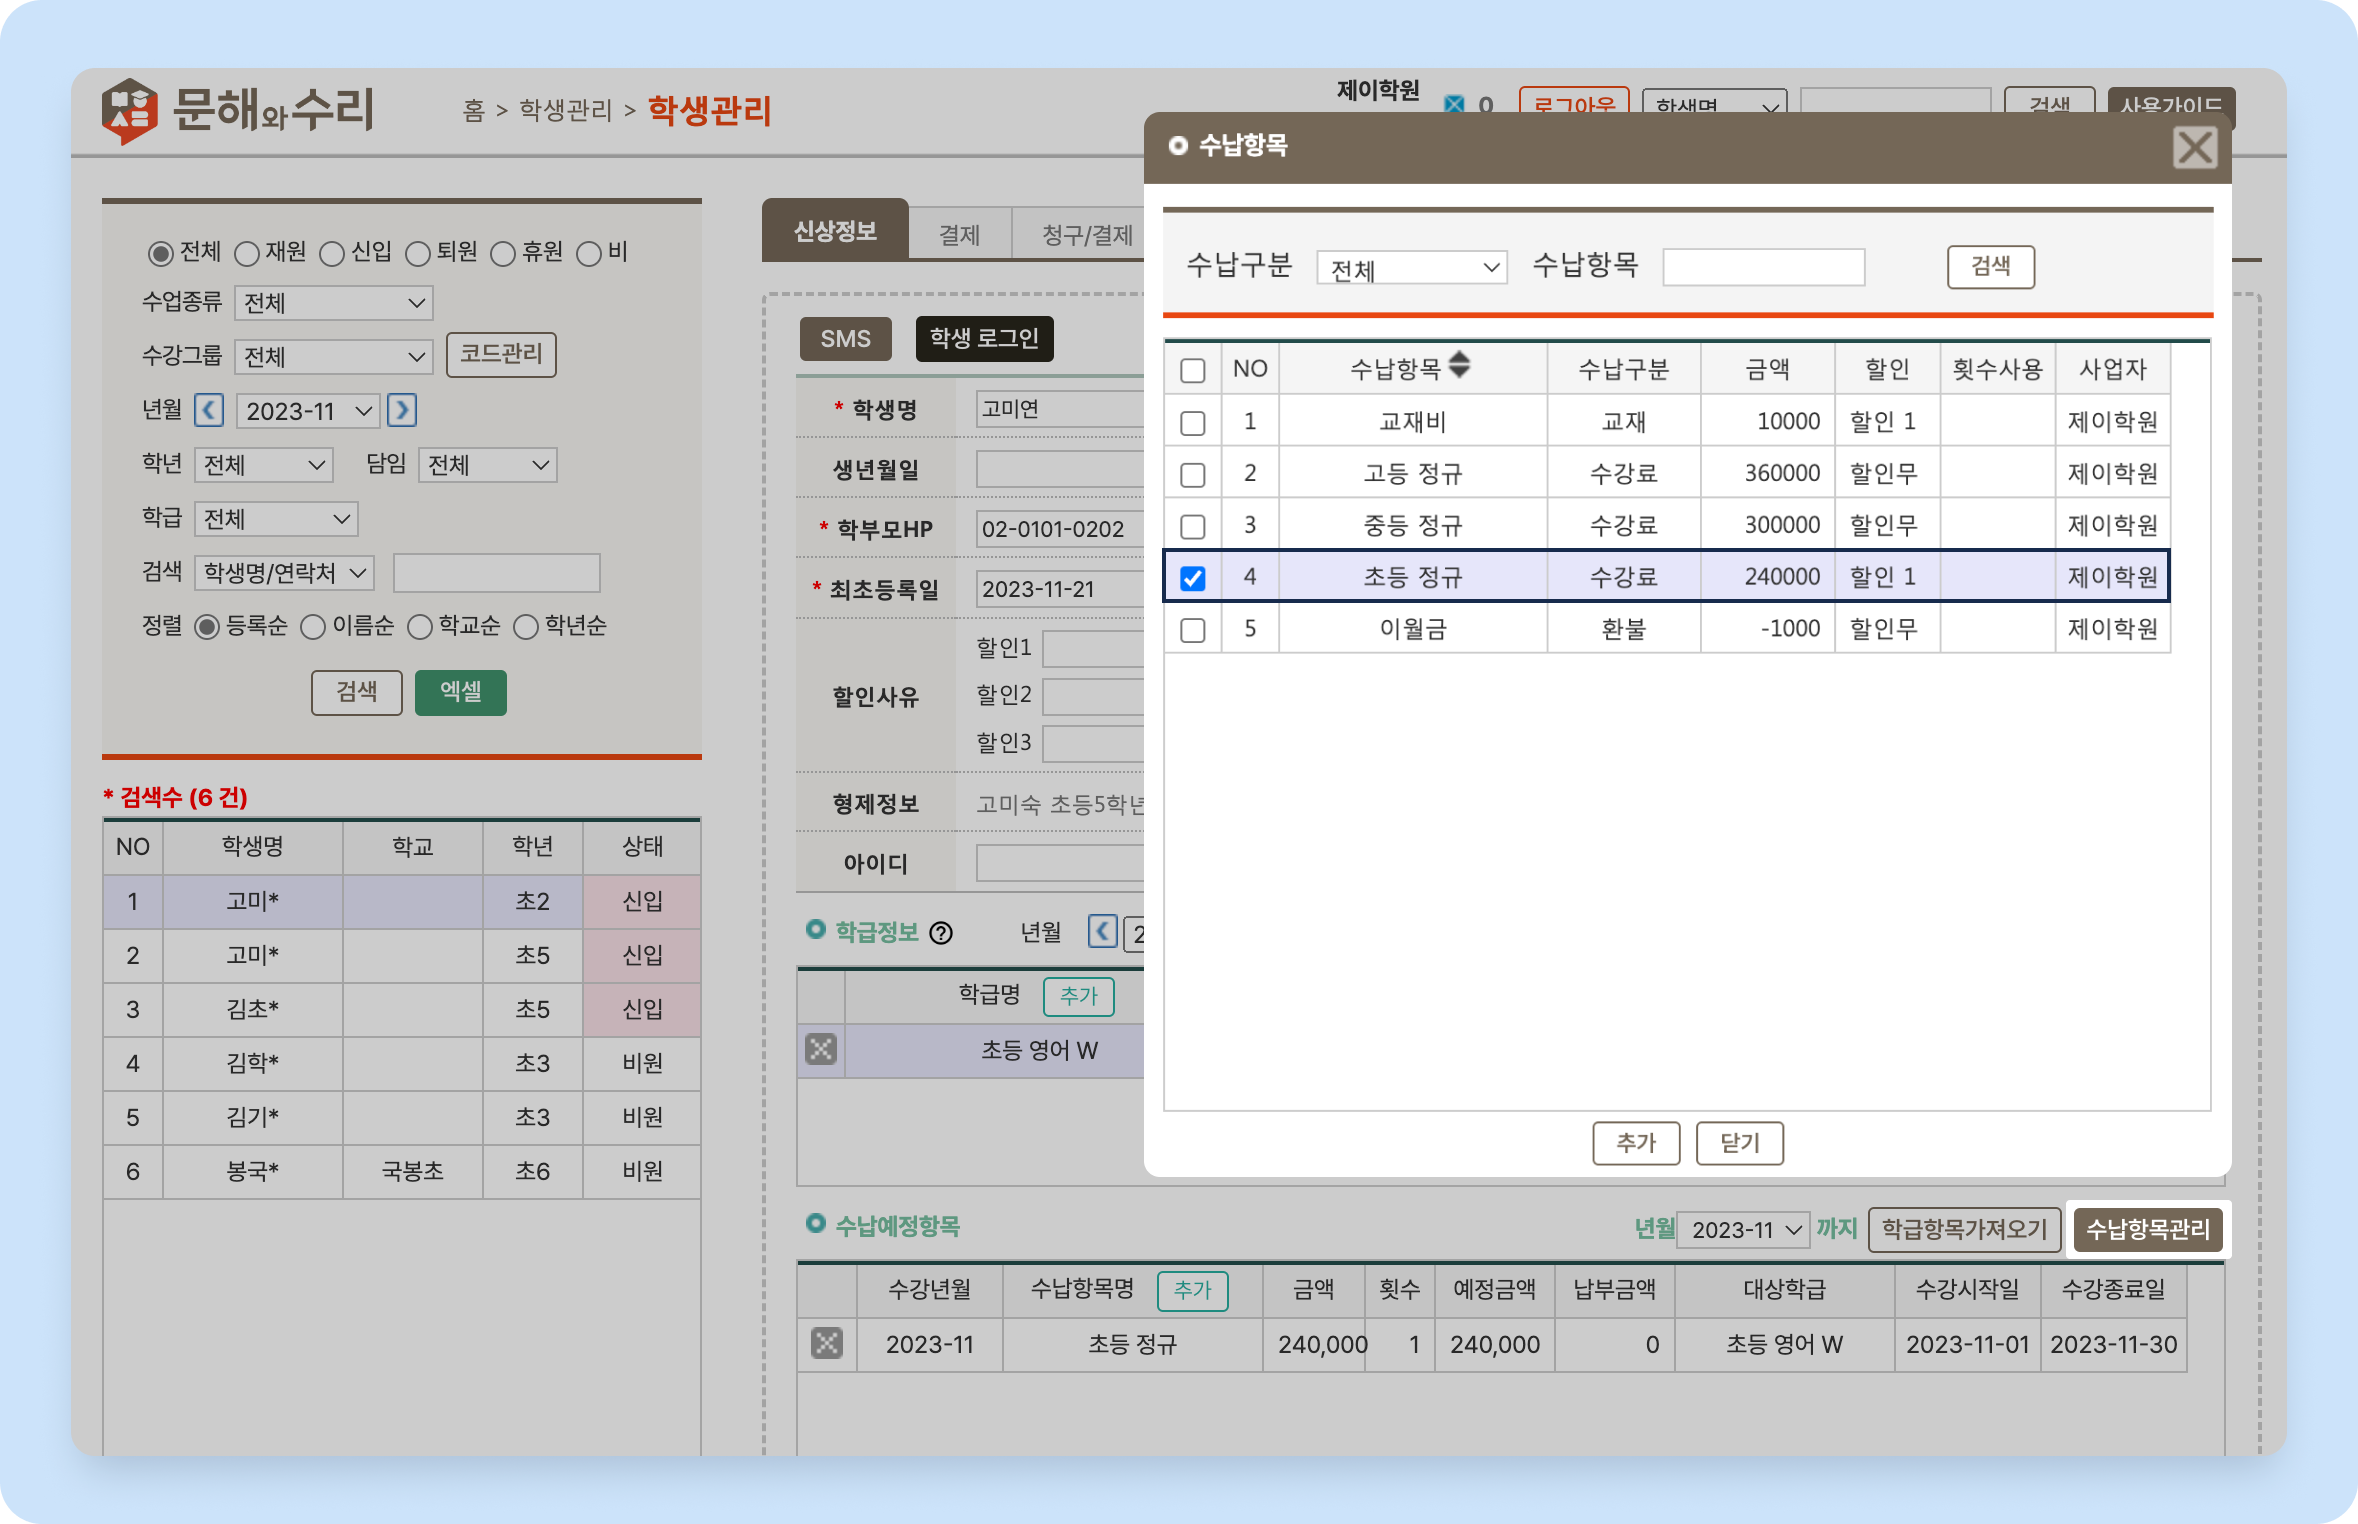 문해와수리
홈 > 학생관리 > 학생관리
제이학원 0 로그아웃 학생명 검색 사용가이드
전체 재원 신입 퇴원 휴원 비
수업종류 전체
수강그룹 전체 코드관리
년월 2023-11
학년 전체 담임 전체
학급 전체
검색 학생명/연락처
정렬 등록순 이름순 학교순 학년순
검색 엑셀
* 검색수 (6 건)
NO 학생명 학교 학년 상태
1 고미* 초2 신입
2 고미* 초5 신입
3 김초* 초5 신입
4 김학* 초3 비원
5 김기* 초3 비원
6 봉국* 국봉초 초6 비원
신상정보 결제 청구/결제
SMS 학생 로그인
* 학생명 고미연
생년월일
* 학부모HP 02-0101-0202
* 최초등록일 2023-11-21
할인사유
할인1
할인2
할인3
형제정보 고미숙 초등5학년
아이디
학급정보 ? 년월 2
학급명 추가
초등 영어 W
수납항목
수납구분 전체 수납항목 검색
NO 수납항목 수납구분 금액 할인 횟수사용 사업자
1 교재비 교재 10000 할인 1 제이학원
2 고등 정규 수강료 360000 할인무 제이학원
3 중등 정규 수강료 300000 할인무 제이학원
4 초등 정규 수강료 240000 할인 1 제이학원
5 이월금 환불 -1000 할인무 제이학원
추가 닫기
수납예정항목 년월 2023-11 까지 학급항목가져오기 수납항목관리
수강년월 수납항목명 추가 금액 횟수 예정금액 납부금액 대상학급 수강시작일 수강종료일
2023-11 초등 정규 240,000 1 240,000 0 초등 영어 W 2023-11-01 2023-11-30